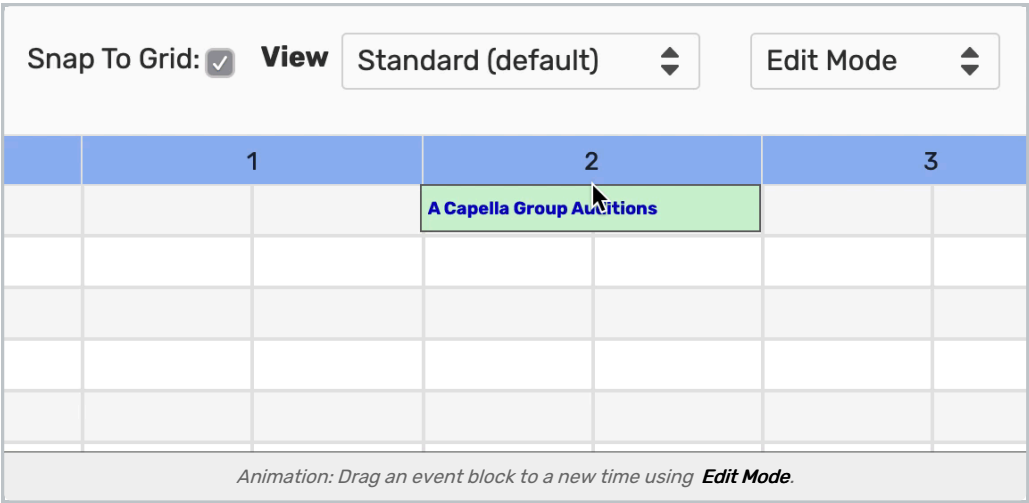 Snap To Grid: View Standard (default) Edit Mode
1 2 3
A Capella Group Auditions
Animation: Drag an event block to a new time using Edit Mode.